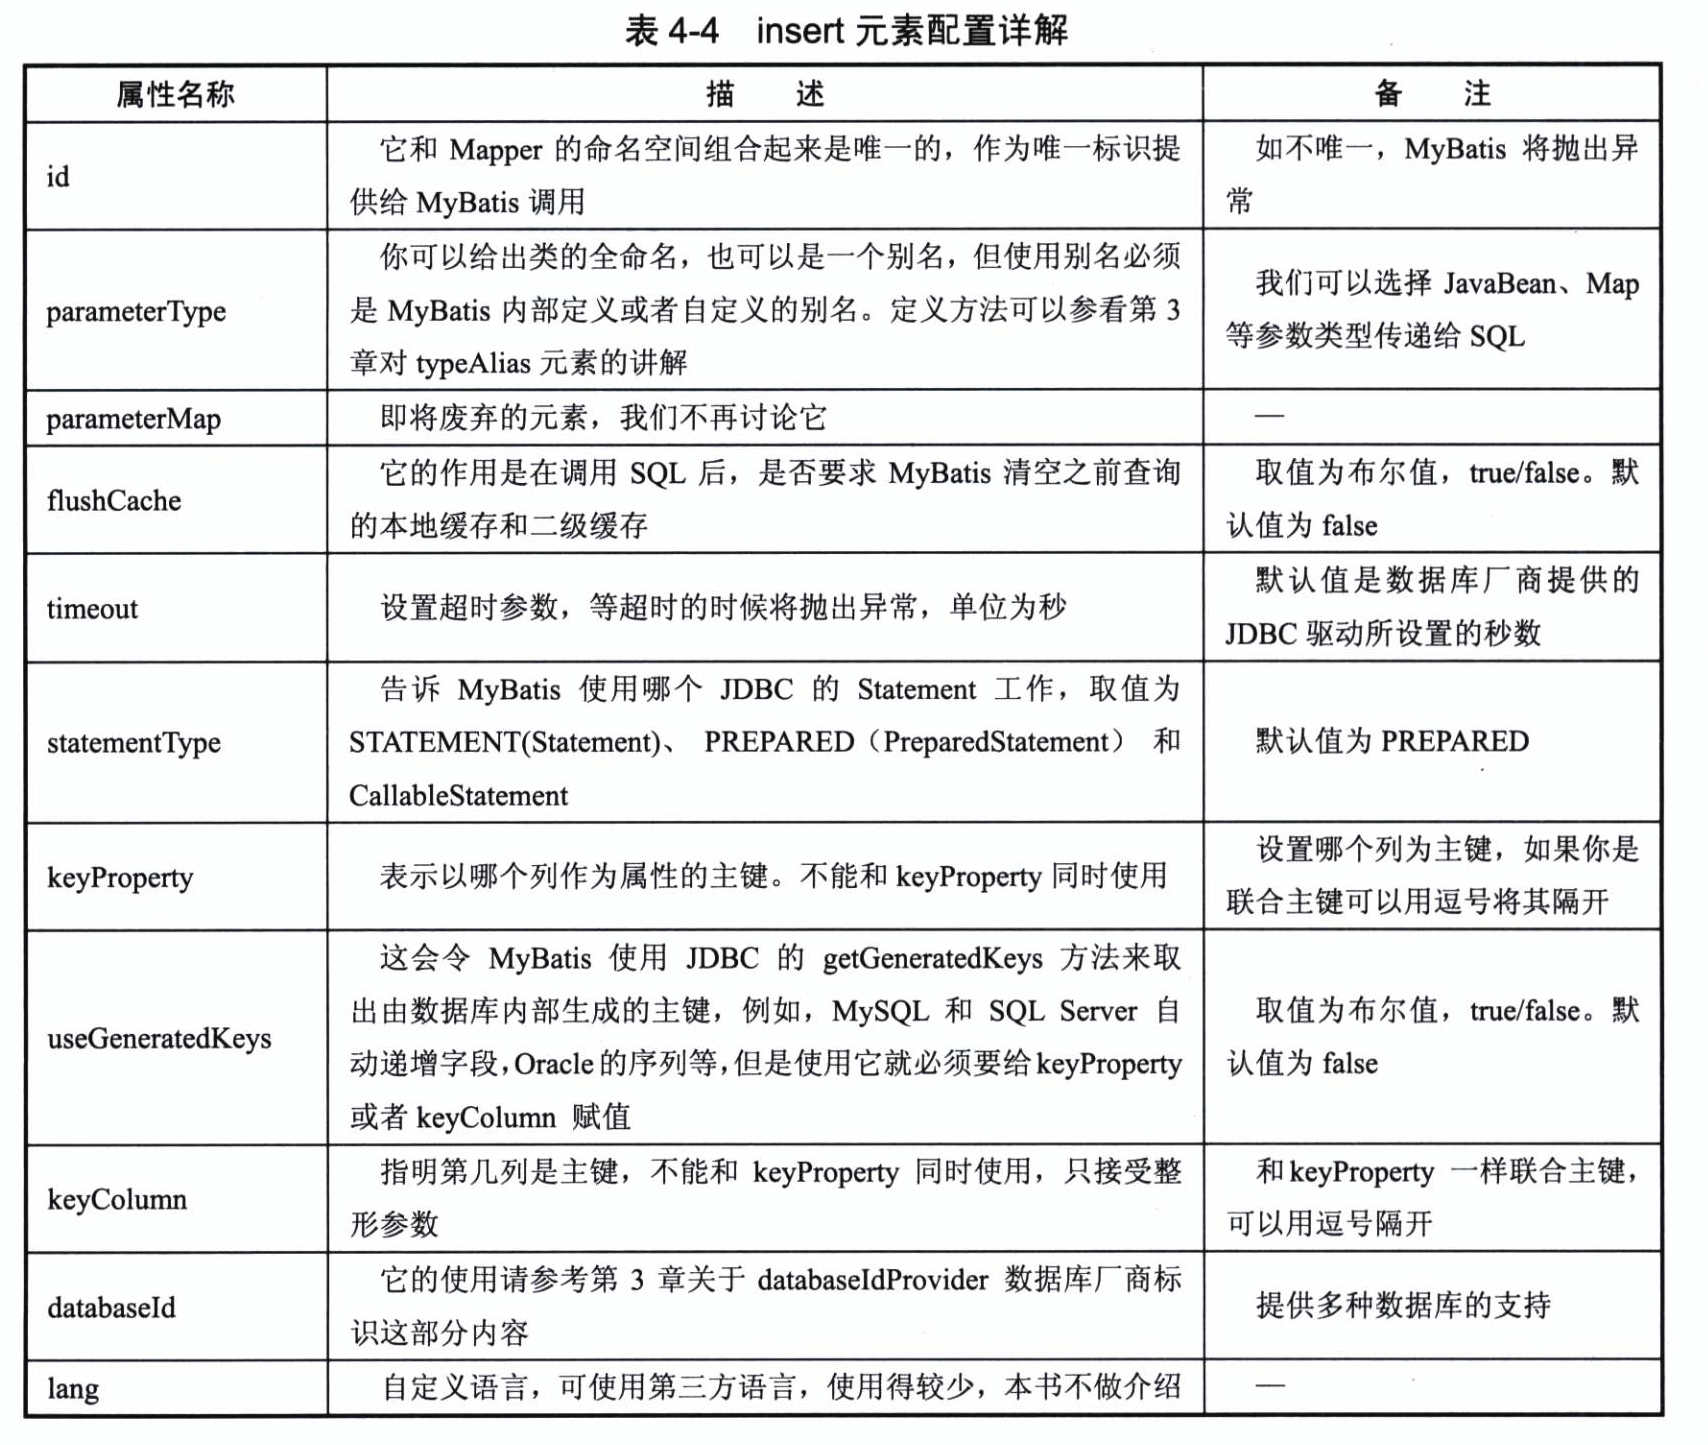 表 4-4 insert 元素配置详解
属性名称
描 述
备 注
id
它和 Mapper 的命名空间组合起来是唯一的，作为唯一标识提
供给 MyBatis 调用
如不唯一，MyBatis 将抛出异
常
parameterType
你可以给出类的全命名，也可以是一个别名，但使用别名必须
是 MyBatis 内部定义或者自定义的别名。定义方法可以参看第 3
章对 typeAlias 元素的讲解
我们可以选择 JavaBean、Map
等参数类型传递给 SQL
parameterMap
即将废弃的元素，我们不再讨论它
—
flushCache
它的作用是在调用 SQL 后，是否要求 MyBatis 清空之前查询
的本地缓存和二级缓存
取值为布尔值，true/false。默
认值为 false
timeout
设置超时参数，等超时的时候将抛出异常，单位为秒
默认值是数据库厂商提供的
JDBC 驱动所设置的秒数
statementType
告诉 MyBatis 使用哪个 JDBC 的 Statement 工作，取值为
STATEMENT(Statement)、 PREPARED（PreparedStatement） 和
CallableStatement
默认值为 PREPARED
keyProperty
表示以哪个列作为属性的主键。不能和 keyProperty 同时使用
设置哪个列为主键，如果你是
联合主键可以用逗号将其隔开
useGeneratedKeys
这会令 MyBatis 使用 JDBC 的 getGeneratedKeys 方法来取
出由数据库内部生成的主键，例如，MySQL 和 SQL Server 自
动递增字段，Oracle 的序列等，但是使用它就必须要给 keyProperty
或者 keyColumn 赋值
取值为布尔值，true/false。默
认值为 false
keyColumn
指明第几列是主键，不能和 keyProperty 同时使用，只接受整
形参数
和 keyProperty 一样联合主键，
可以用逗号隔开
databaseId
它的使用请参考第 3 章关于 databaseIdProvider 数据库厂商标
识这部分内容
提供多种数据库的支持
lang
自定义语言，可使用第三方语言，使用得较少，本书不做介绍
—